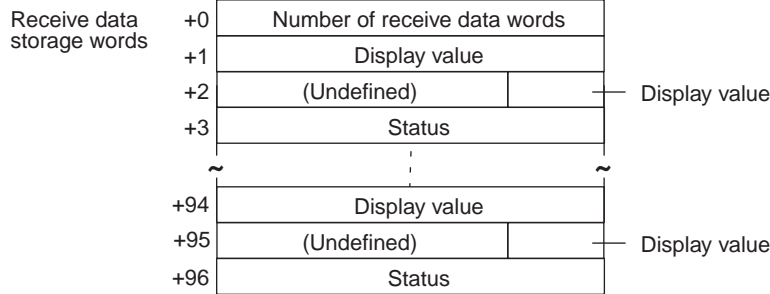 Receive data
storage words
+0 Number of receive data words
+1 Display value
+2 (Undefined) Display value
+3 Status
~ ~
+94 Display value
+95 (Undefined) Display value
+96 Status